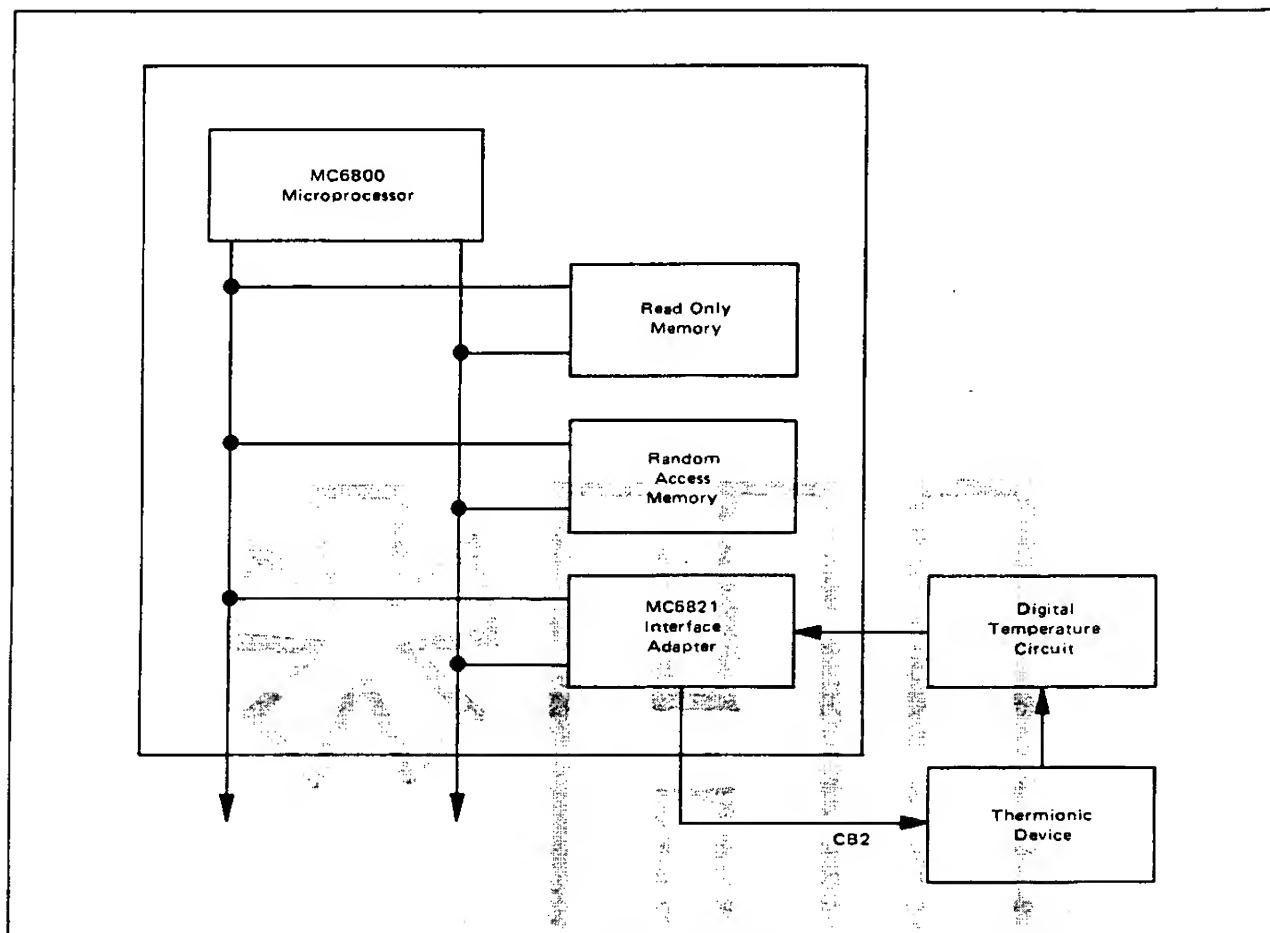 MC6800
Microprocessor
Read Only
Memory
Random
Access
Memory
MC6821
Interface
Adapter
Digital
Temperature
Circuit
Thermionic
Device
CB2